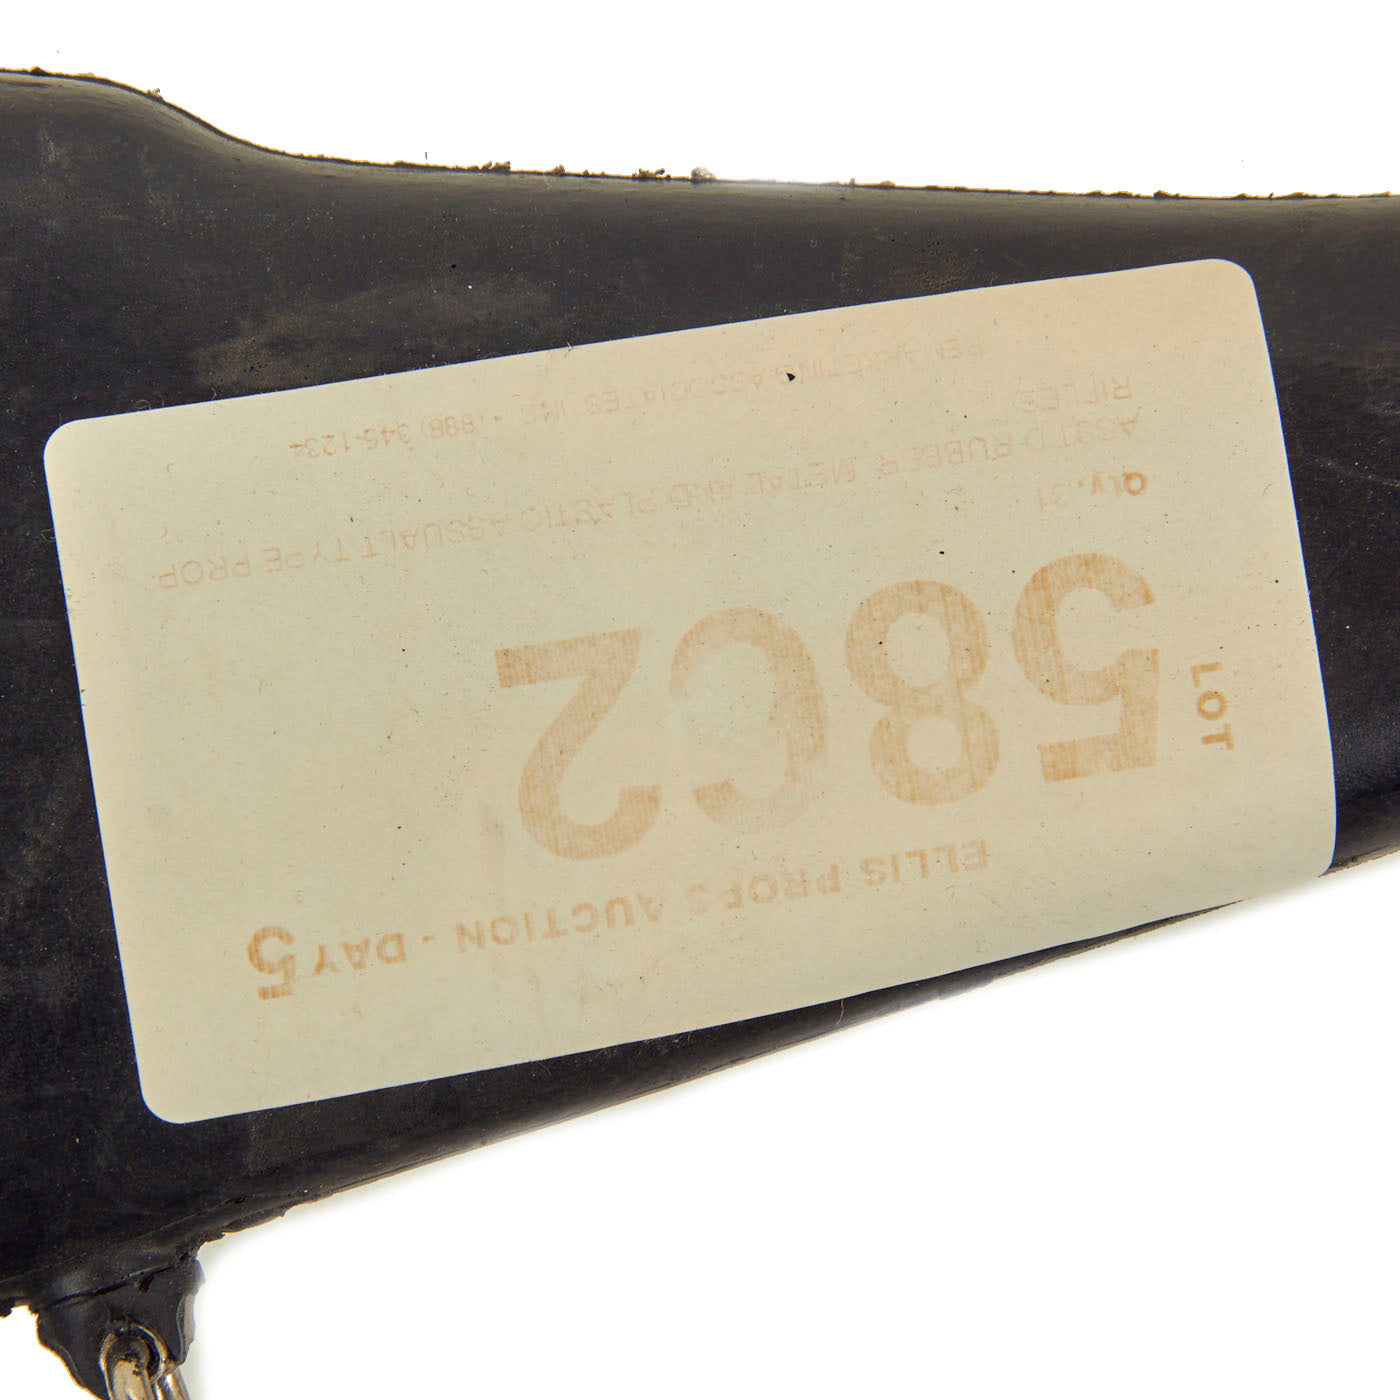 ELLIS PROPS AUCTION - DAY 5
LOT
5802
Qty. 31
ASST'D RUBBER, METAL AND PLASTIC ASSUALT TYPE PROP
RIFLES
REMARKETING ASSOCIATES, INC. • (888) 345-1234